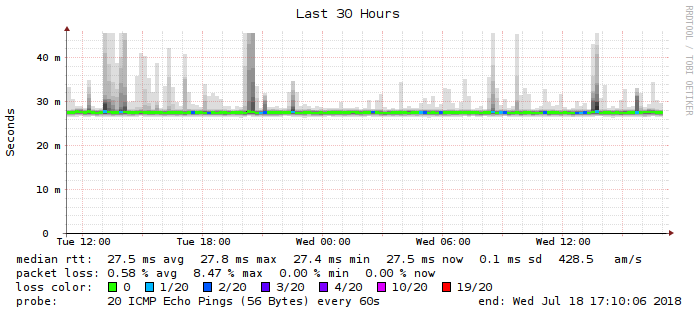 Last 30 Hours
RRDTOOL / TOBI OETIKER
Seconds
40 m
30 m
20 m
10 m
0
Tue 12:00 Tue 18:00 Wed 00:00 Wed 06:00 Wed 12:00
median rtt: 27.5 ms avg 27.8 ms max 27.4 ms min 27.5 ms now 0.1 ms sd 428.5 am/s
packet loss: 0.58 % avg 8.47 % max 0.00 % min 0.00 % now
loss color: 0 1/20 2/20 3/20 4/20 10/20 19/20
probe: 20 ICMP Echo Pings (56 Bytes) every 60s end: Wed Jul 18 17:10:06 2018